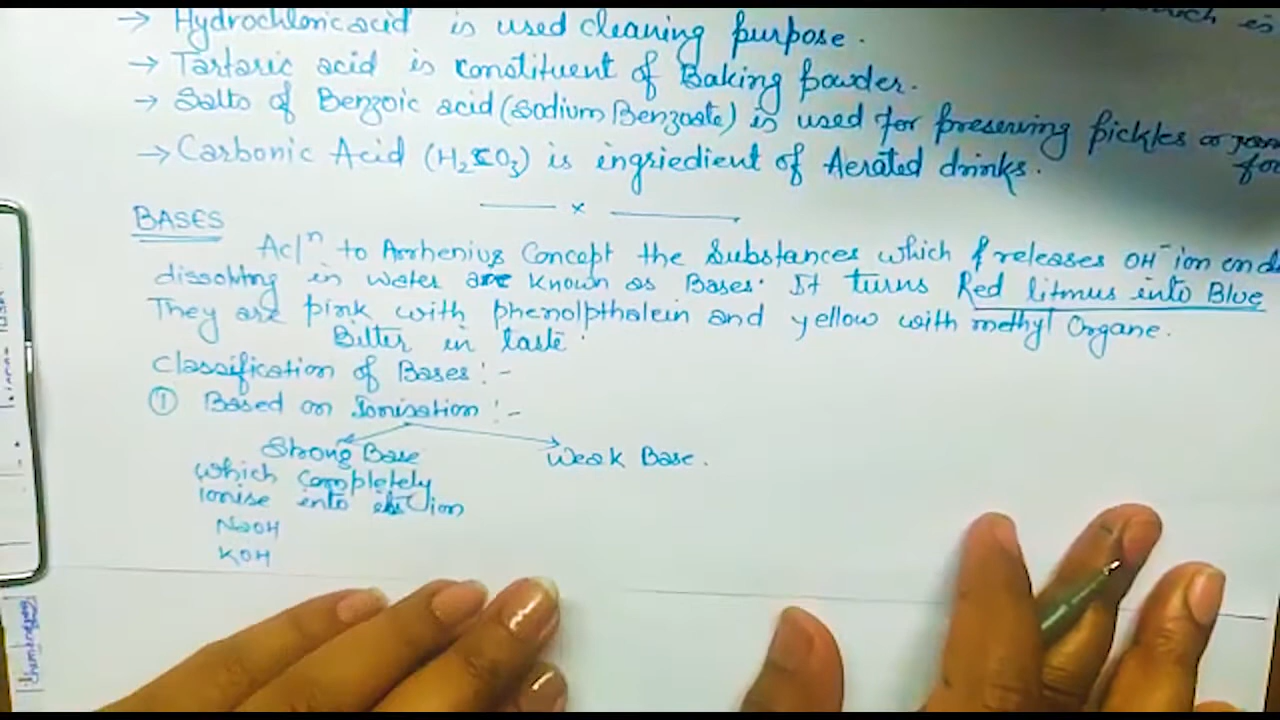 which is
→ Hydrochloric acid is used cleaning purpose.
→ Tartaric acid is constituent of Baking powder.
→ Salts of Benzoic acid (Sodium Benzoate) is used for preserving pickles or
→ Carbonic Acid (H₂CO₃) is ingriedient of Aerated drinks.
x
BASES
Acⁿ to Arrhenius Concept the Substances which releases OH⁻ ion
dissolving in water are known as Bases. It turns Red litmus into Blue
They are pink with phenolpthalein and yellow with methyl Organe.
Bitter in taste.
Classification of Bases :-
① Based on Ionisation :-
Strong Base Weak Base.
which completely
Ionise into ion
NaOH
KOH